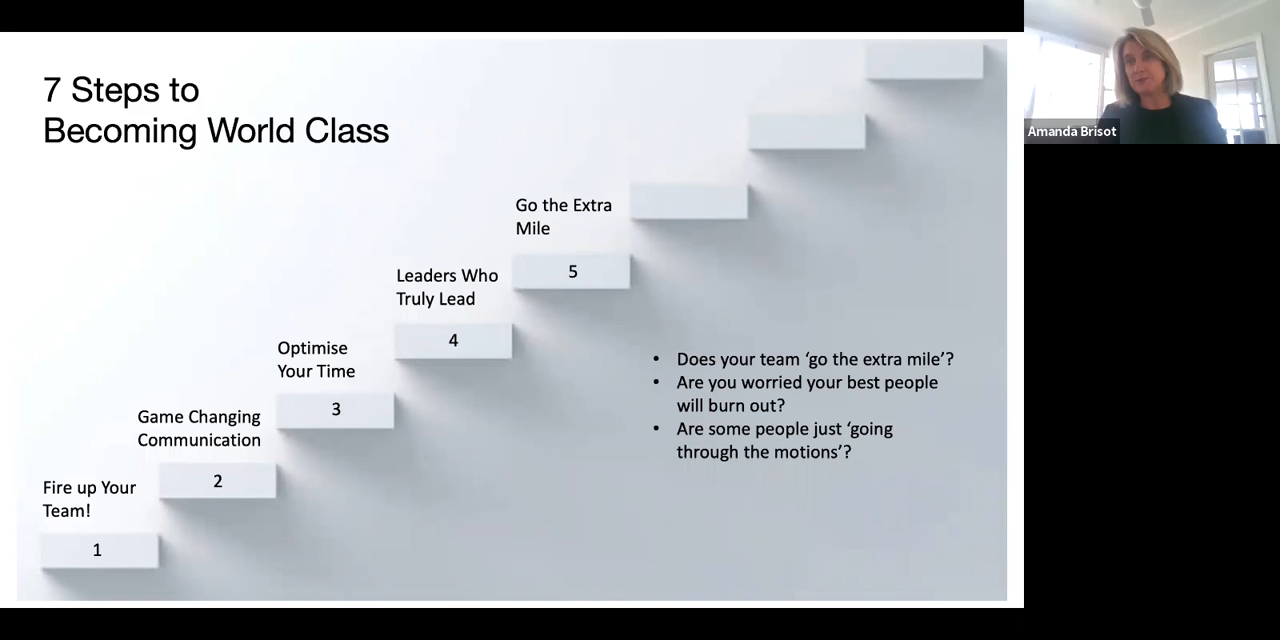 7 Steps to
Becoming World Class
Amanda Brisot
Go the Extra
Mile
5
Leaders Who
Truly Lead
4
Optimise
Your Time
3
Game Changing
Communication
2
Fire up Your
Team!
1
• Does your team ‘go the extra mile’?
• Are you worried your best people
will burn out?
• Are some people just ‘going
through the motions’?